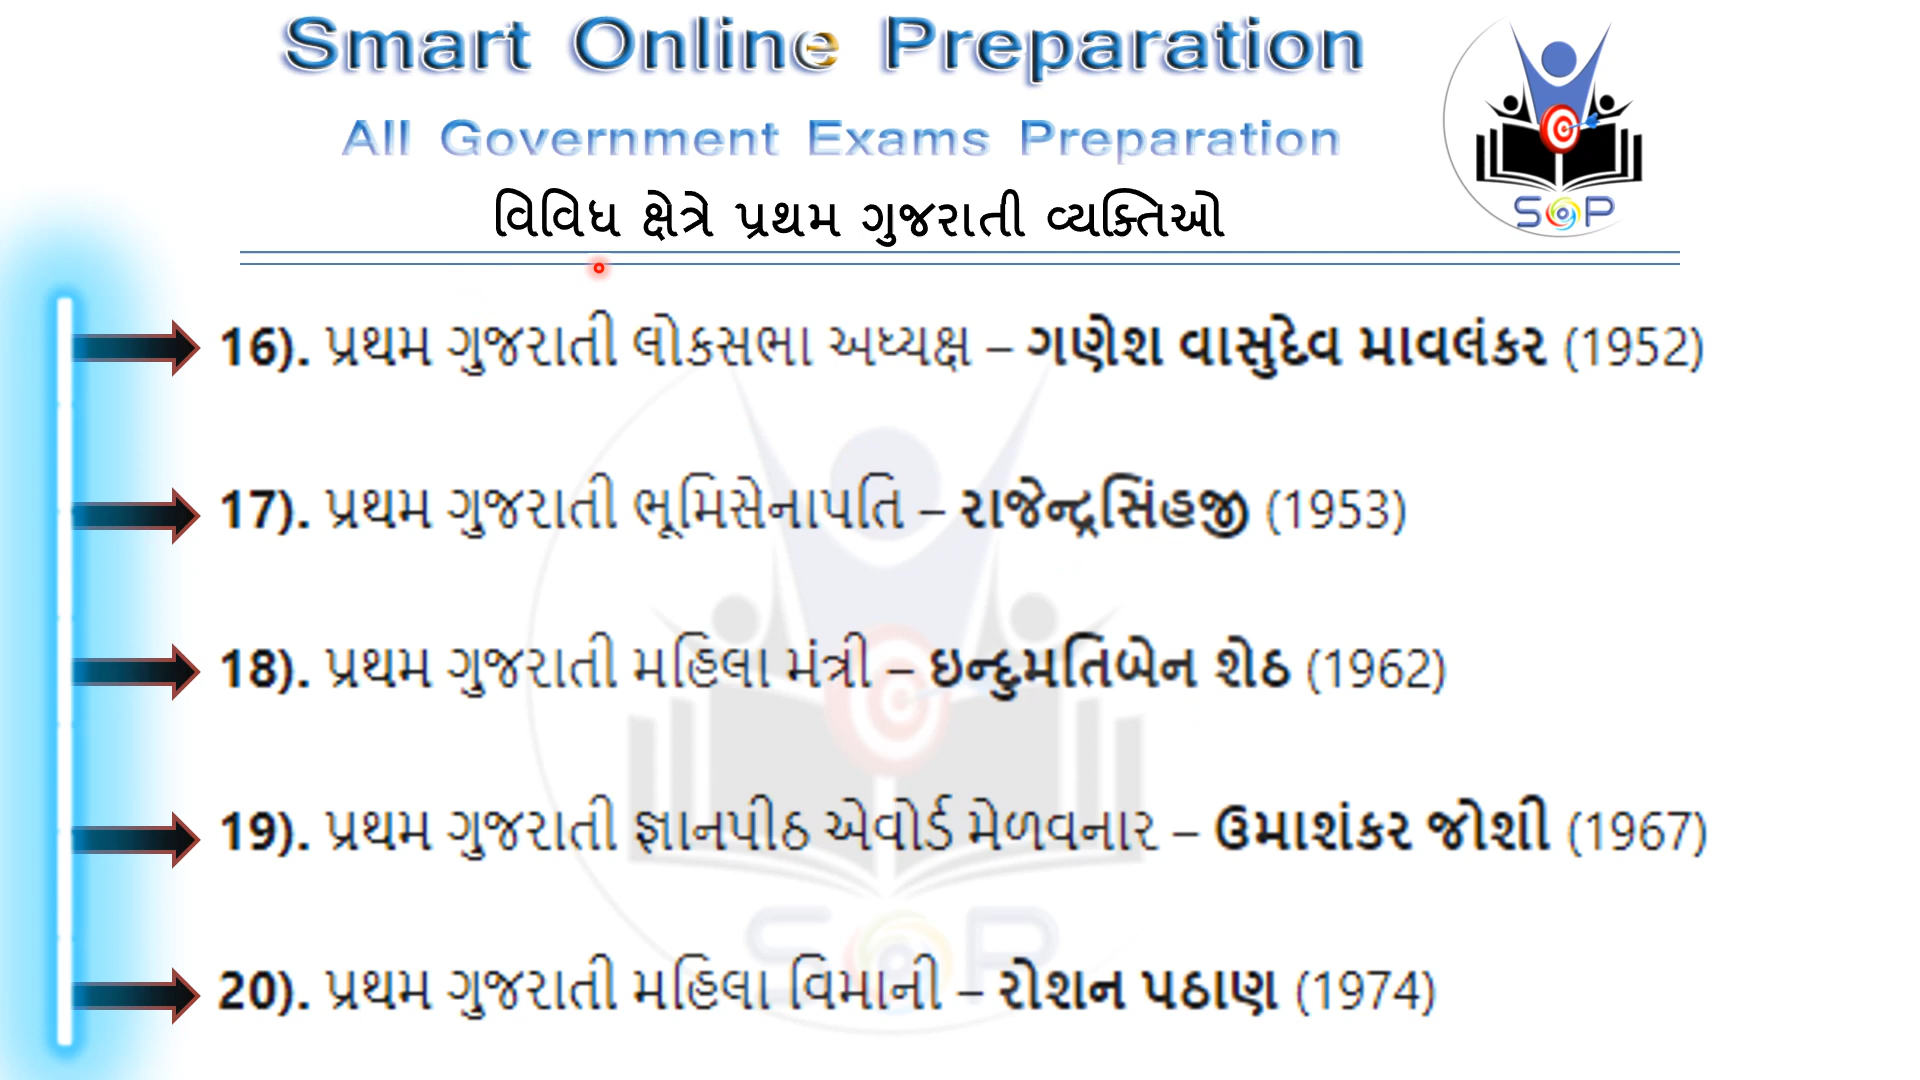 Smart Online Preparation
All Government Exams Preparation
વિવિધ ક્ષેત્રે પ્રથમ ગુજરાતી વ્યક્તિઓ
SOP
16). પ્રથમ ગુજરાતી લોકસભા અધ્યક્ષ – ગણેશ વાસુદેવ માવલંકર (1952)
17). પ્રથમ ગુજરાતી ભૂમિસેનાપતિ – રાજેન્દ્રસિંહજી (1953)
18). પ્રથમ ગુજરાતી મહિલા મંત્રી – ઇન્દુમતિબેન શેઠ (1962)
19). પ્રથમ ગુજરાતી જ્ઞાનપીઠ એવોર્ડ મેળવનાર – ઉમાશંકર જોશી (1967)
20). પ્રથમ ગુજરાતી મહિલા વિમાની – રોશન પઠાણ (1974)
SOP